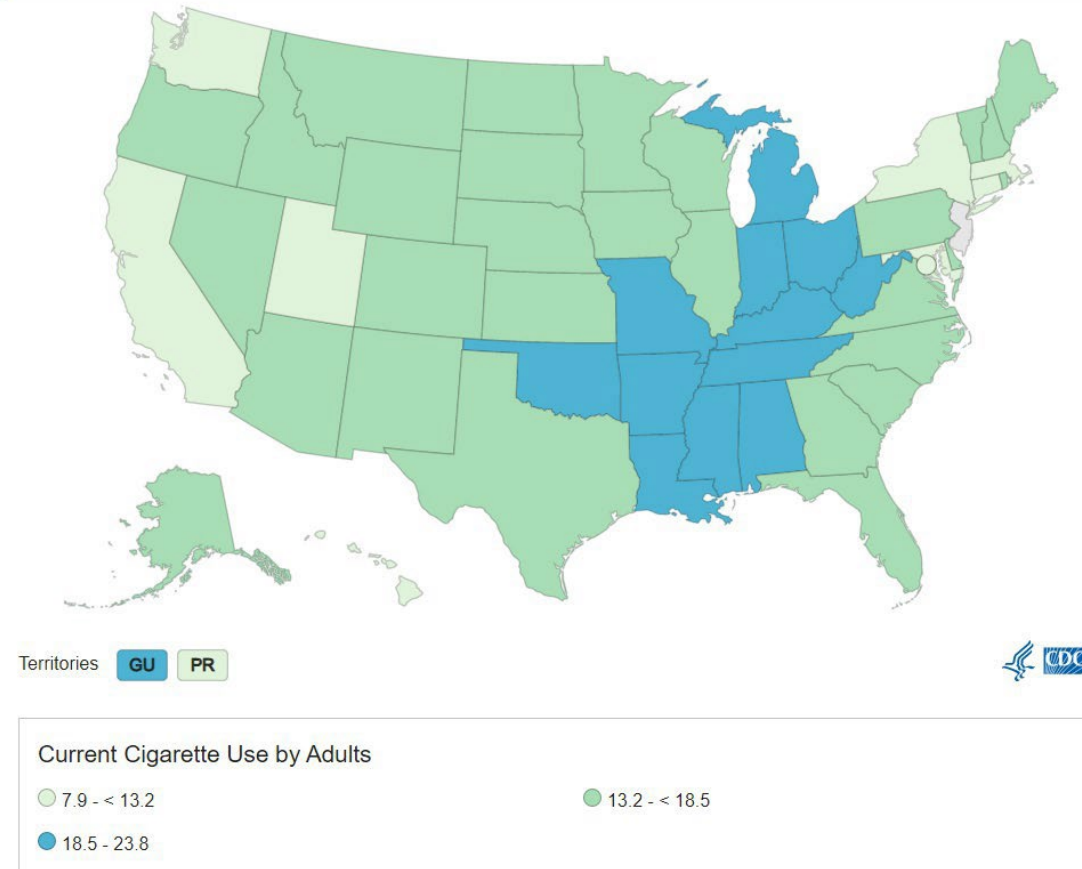 Territories GU PR
CDC
Current Cigarette Use by Adults
7.9 - < 13.2
13.2 - < 18.5
18.5 - 23.8